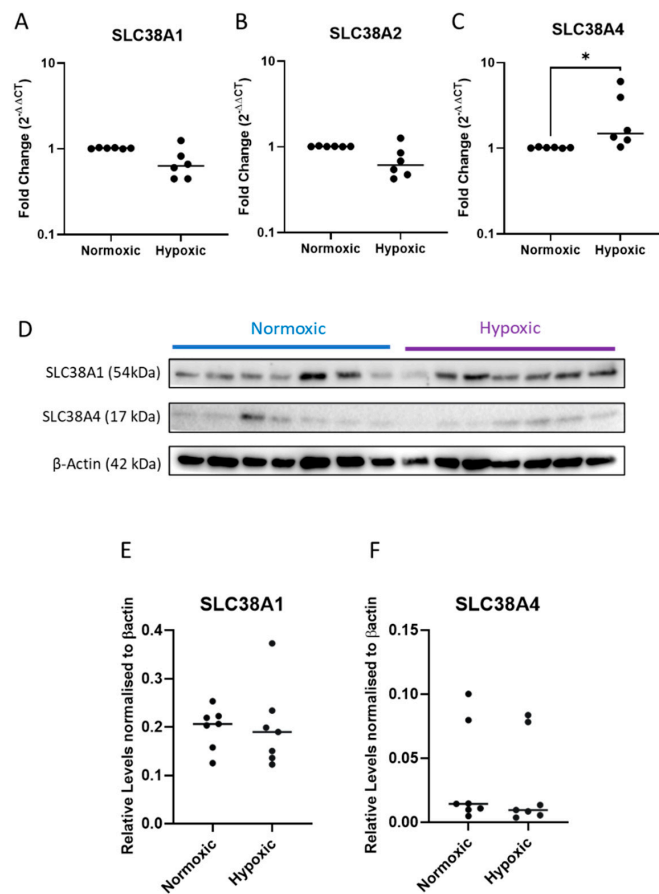 A
SLC38A1
Fold Change (2^-ΔΔCT)
10
1
0.1
Normoxic Hypoxic
B
SLC38A2
Fold Change (2^-ΔΔCT)
10
1
0.1
Normoxic Hypoxic
C
SLC38A4
*
Fold Change (2^-ΔΔCT)
10
1
0.1
Normoxic Hypoxic
D
Normoxic Hypoxic
SLC38A1 (54kDa)
SLC38A4 (17 kDa)
β-Actin (42 kDa)
E
SLC38A1
Relative Levels normalised to βactin
0.4
0.3
0.2
0.1
0.0
Normoxic
Hypoxic
F
SLC38A4
Relative Levels normalised to βactin
0.15
0.10
0.05
0.00
Normoxic
Hypoxic